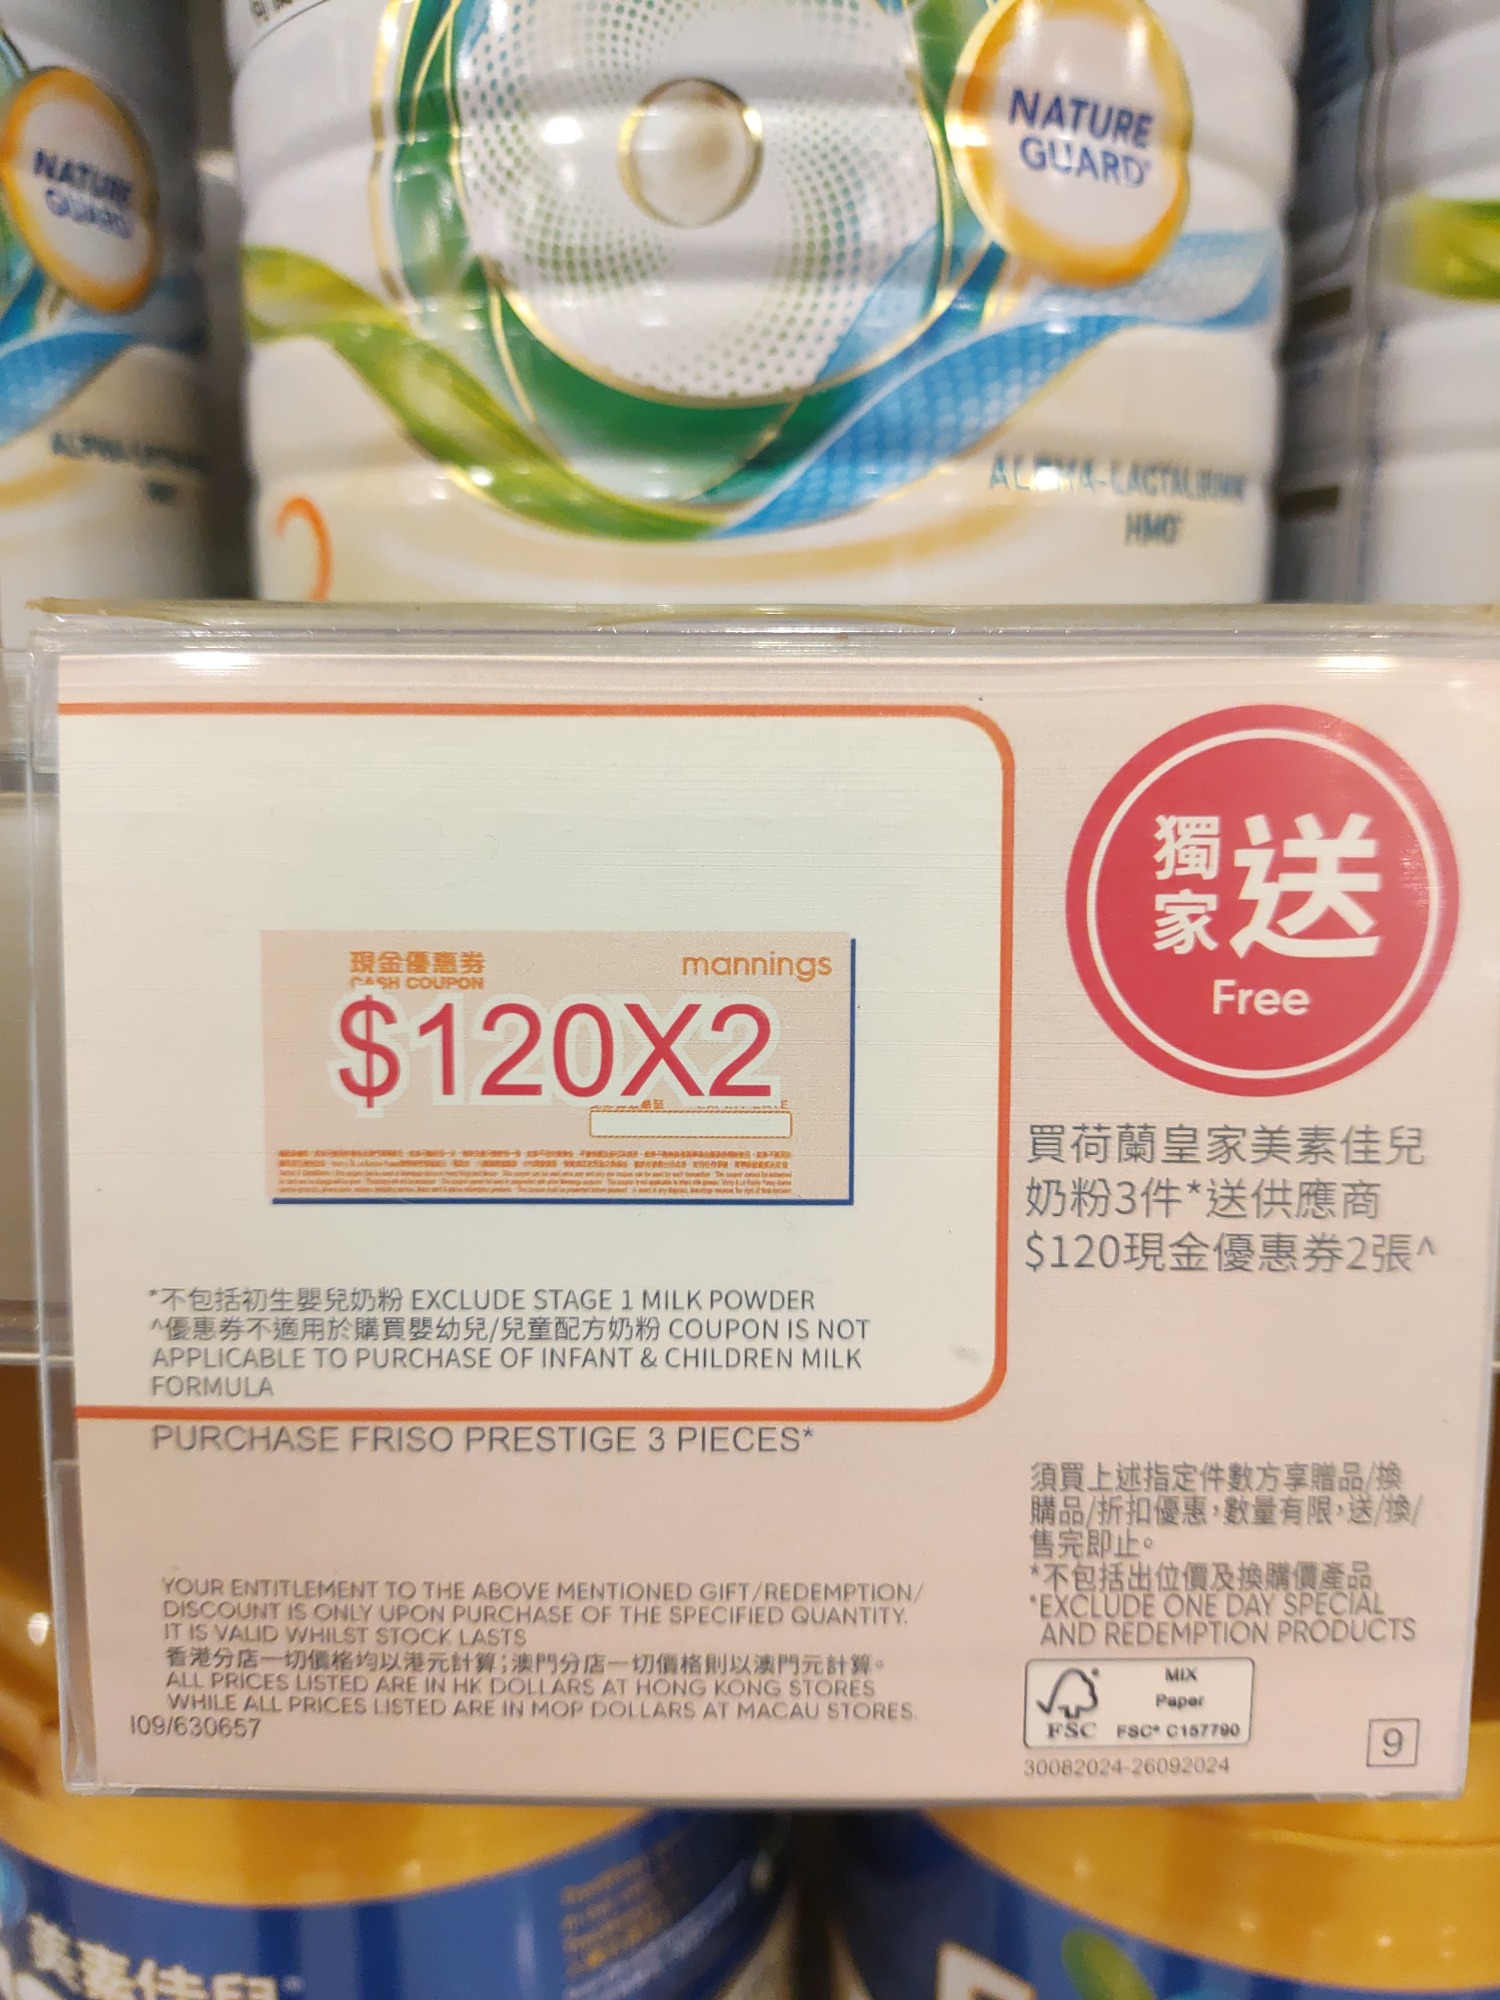 NATURE
GUARD
NATURE
GUARD
ALPHA-LACTALBUMIN
HMO
獨家送
Free
現金優惠券
mannings
CASH COUPON
$120X2
買荷蘭皇家美素佳兒
奶粉3件*送供應商
$120現金優惠券2張^
*不包括初生嬰兒奶粉 EXCLUDE STAGE 1 MILK POWDER
^優惠券不適用於購買嬰幼兒/兒童配方奶粉 COUPON IS NOT
APPLICABLE TO PURCHASE OF INFANT & CHILDREN MILK
FORMULA
PURCHASE FRISO PRESTIGE 3 PIECES*
須買上述指定件數方享贈品/換
購品/折扣優惠,數量有限,送/換/
售完即止。
*不包括出位價及換購價產品
*EXCLUDE ONE DAY SPECIAL
AND REDEMPTION PRODUCTS
YOUR ENTITLEMENT TO THE ABOVE MENTIONED GIFT/REDEMPTION/
DISCOUNT IS ONLY UPON PURCHASE OF THE SPECIFIED QUANTITY.
IT IS VALID WHILST STOCK LASTS
香港分店一切價格均以港元計算;澳門分店一切價格則以澳門元計算。
ALL PRICES LISTED ARE IN HK DOLLARS AT HONG KONG STORES
WHILE ALL PRICES LISTED ARE IN MOP DOLLARS AT MACAU STORES.
I09/630657
MIX
Paper
FSC FSC® C157790
30082024-26092024
9
美素佳兒